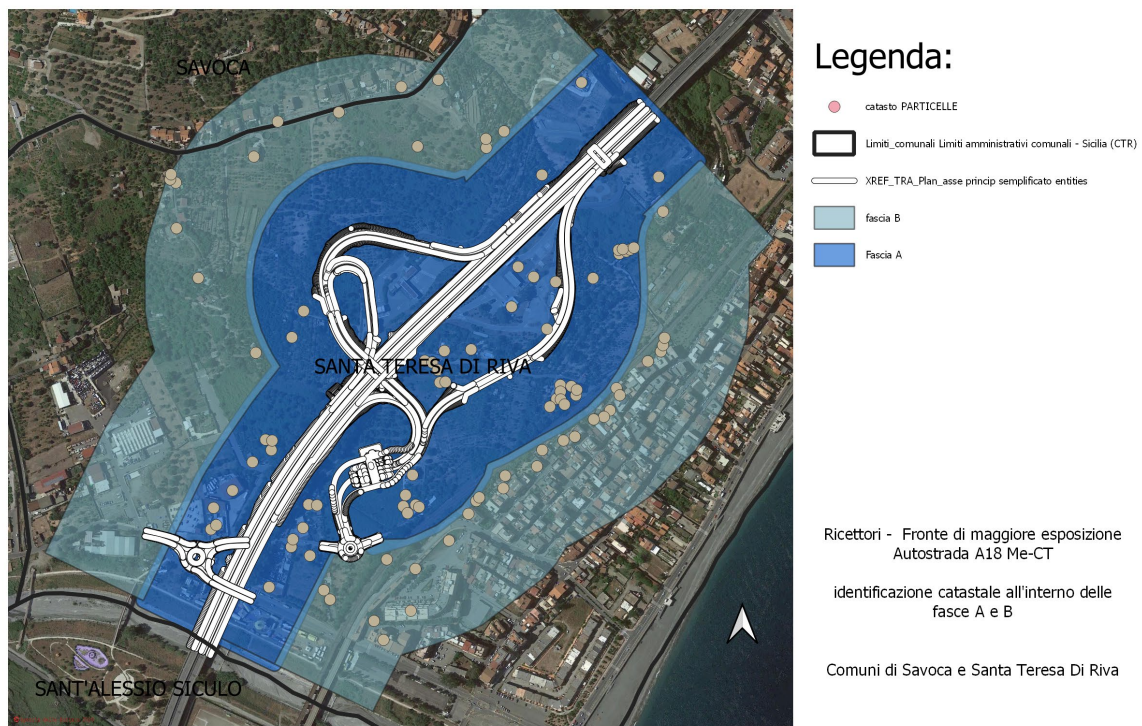 SAVOCA
SANTA TERESA DI RIVA
SANT'ALESSIO SICULO
Legenda:
catasto PARTICELLE
Limiti_comunali Limiti amministrativi comunali - Sicilia (CTR)
XREF_TRA_Plan_asse princip semplificato entities
fascia B
Fascia A
Ricettori - Fronte di maggiore esposizione
Autostrada A18 Me-CT
identificazione catastale all'interno delle
fasce A e B
Comuni di Savoca e Santa Teresa Di Riva